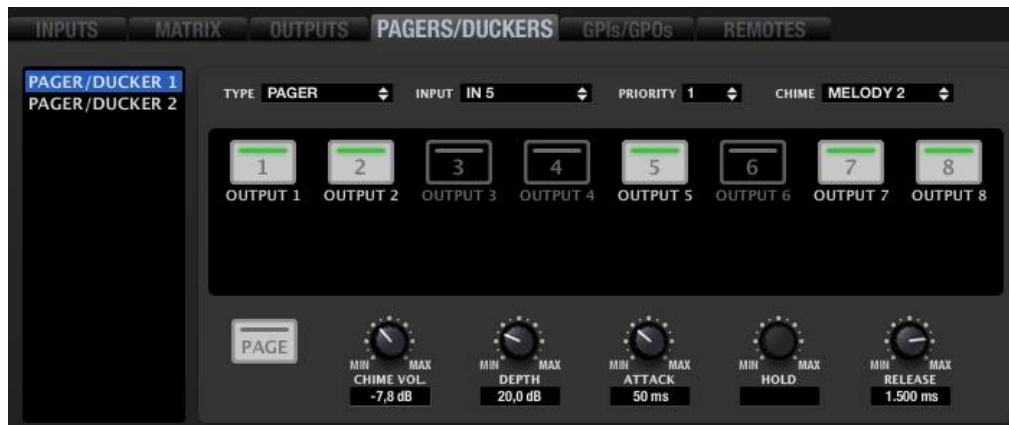 INPUTS MATRIX OUTPUTS PAGERS/DUCKERS GPIs/GPOs REMOTES
PAGER/DUCKER 1
PAGER/DUCKER 2
TYPE PAGER INPUT IN 5 PRIORITY 1 CHIME MELODY 2
1 2 3 4 5 6 7 8
OUTPUT 1 OUTPUT 2 OUTPUT 3 OUTPUT 4 OUTPUT 5 OUTPUT 6 OUTPUT 7 OUTPUT 8
PAGE
MIN MAX MIN MAX MIN MAX MIN MAX MIN MAX
CHIME VOL. DEPTH ATTACK HOLD RELEASE
-7,8 dB 20,0 dB 50 ms 1.500 ms